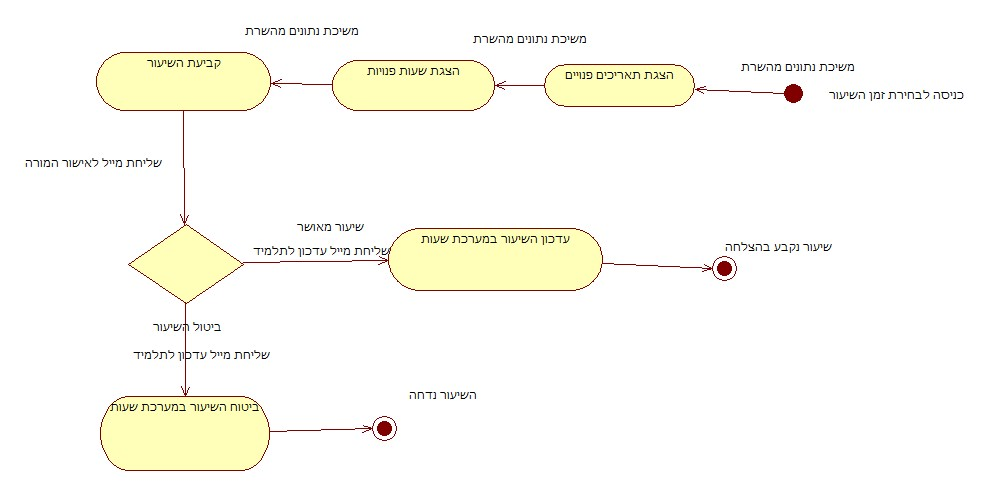 משיכת נתונים מהשרת
כניסה לבחירת זמן השיעור
הצגת תאריכים פנויים
משיכת נתונים מהשרת
הצגת שעות פנויות
משיכת נתונים מהשרת
קביעת השיעור
שליחת מייל לאישור המורה
שיעור מאושר
שליחת מייל עדכון לתלמיד
עדכון השיעור במערכת שעות
שיעור נקבע בהצלחה
ביטול השיעור
שליחת מייל עדכון לתלמיד
ביטוח השיעור במערכת שעות
השיעור נדחה